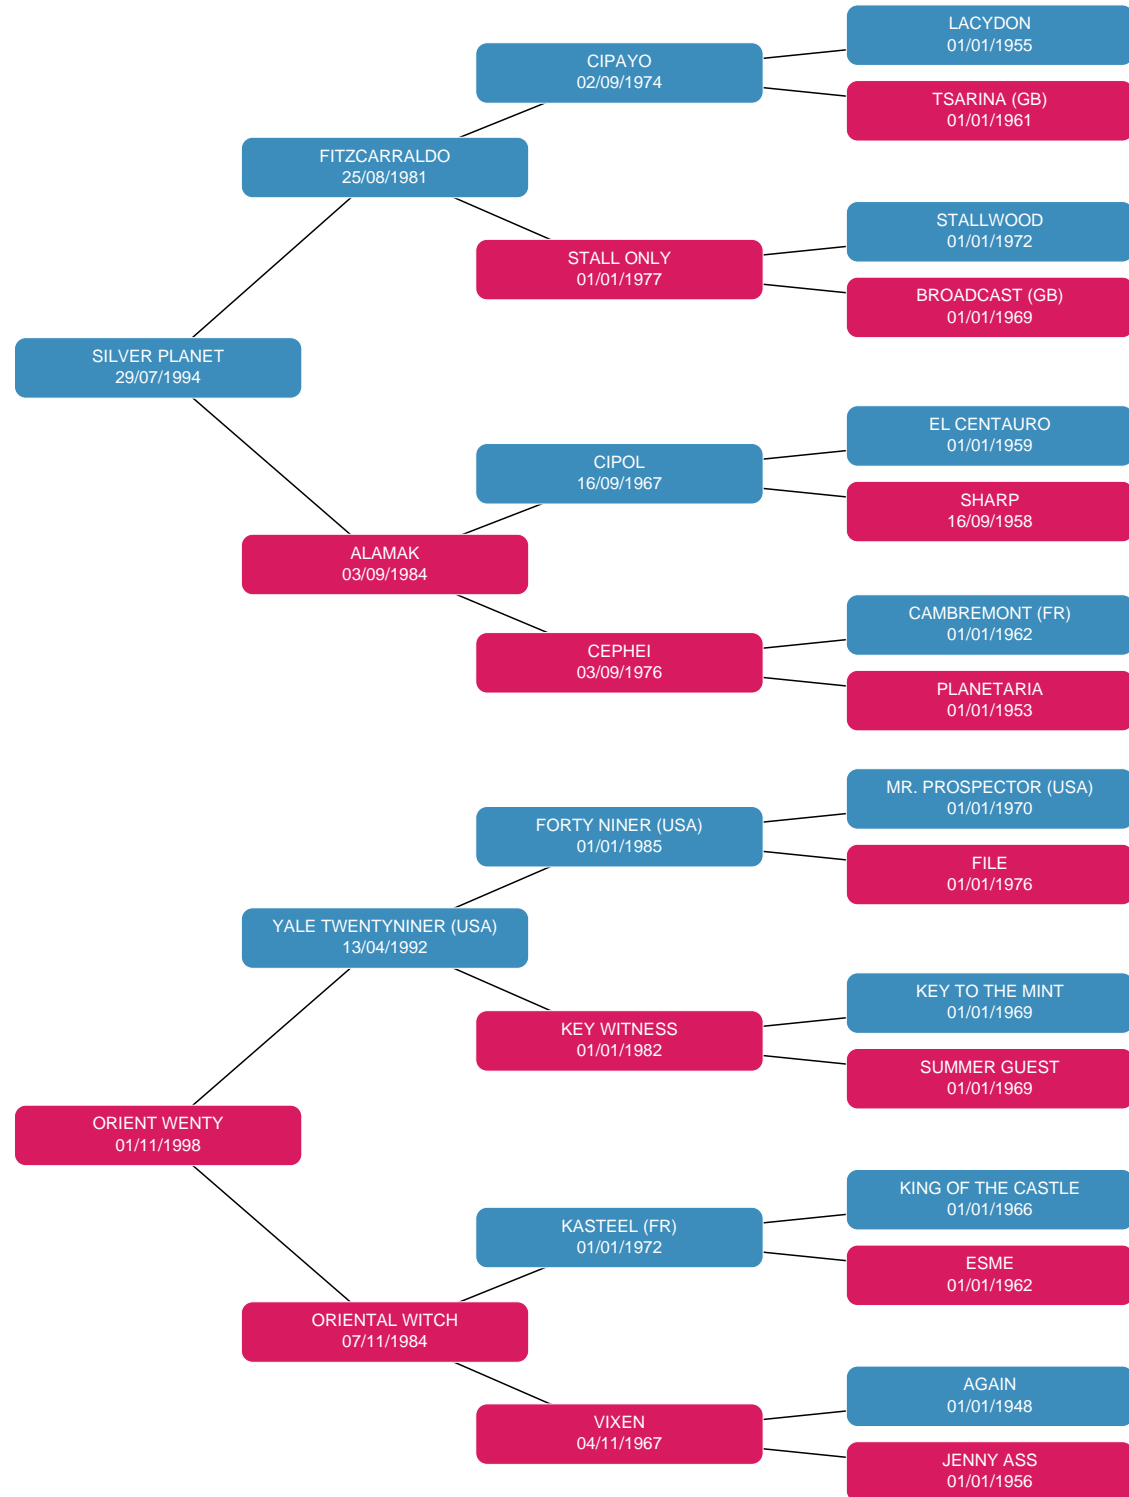 LACYDON
01/01/1955
CIPAYO
02/09/1974
TSARINA (GB)
01/01/1961
FITZCARRALDO
25/08/1981
STALLWOOD
01/01/1972
STALL ONLY
01/01/1977
BROADCAST (GB)
01/01/1969
SILVER PLANET
29/07/1994
EL CENTAURO
01/01/1959
CIPOL
16/09/1967
SHARP
16/09/1958
ALAMAK
03/09/1984
CAMBREMONT (FR)
01/01/1962
CEPHEI
03/09/1976
PLANETARIA
01/01/1953
MR. PROSPECTOR (USA)
01/01/1970
FORTY NINER (USA)
01/01/1985
FILE
01/01/1976
YALE TWENTYNINER (USA)
13/04/1992
KEY TO THE MINT
01/01/1969
KEY WITNESS
01/01/1982
SUMMER GUEST
01/01/1969
ORIENT WENTY
01/11/1998
KING OF THE CASTLE
01/01/1966
KASTEEL (FR)
01/01/1972
ESME
01/01/1962
ORIENTAL WITCH
07/11/1984
AGAIN
01/01/1948
VIXEN
04/11/1967
JENNY ASS
01/01/1956